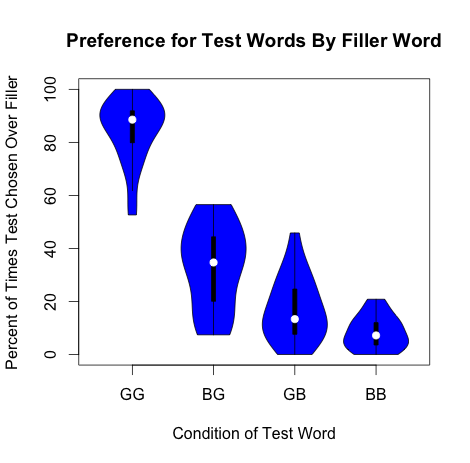 Preference for Test Words By Filler Word
Percent of Times Test Chosen Over Filler
100
80
60
40
20
0
GG BG GB BB
Condition of Test Word